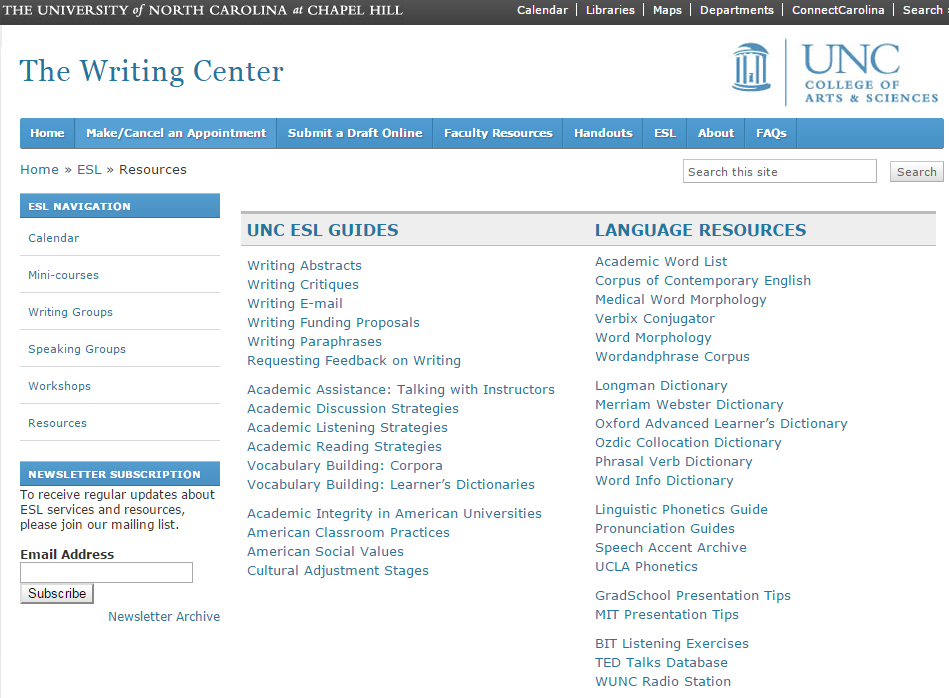 THE UNIVERSITY of NORTH CAROLINA at CHAPEL HILL
Calendar | Libraries | Maps | Departments | ConnectCarolina | Search
The Writing Center
UNC
COLLEGE OF
ARTS & SCIENCES
Home Make/Cancel an Appointment Submit a Draft Online Faculty Resources Handouts ESL About FAQs
Home » ESL » Resources
Search this site Search
ESL NAVIGATION
Calendar
Mini-courses
Writing Groups
Speaking Groups
Workshops
Resources
NEWSLETTER SUBSCRIPTION
To receive regular updates about
ESL services and resources,
please join our mailing list.
Email Address
Subscribe
Newsletter Archive
UNC ESL GUIDES
Writing Abstracts
Writing Critiques
Writing E-mail
Writing Funding Proposals
Writing Paraphrases
Requesting Feedback on Writing
Academic Assistance: Talking with Instructors
Academic Discussion Strategies
Academic Listening Strategies
Academic Reading Strategies
Vocabulary Building: Corpora
Vocabulary Building: Learner's Dictionaries
Academic Integrity in American Universities
American Classroom Practices
American Social Values
Cultural Adjustment Stages
LANGUAGE RESOURCES
Academic Word List
Corpus of Contemporary English
Medical Word Morphology
Verbix Conjugator
Word Morphology
Wordandphrase Corpus
Longman Dictionary
Merriam Webster Dictionary
Oxford Advanced Learner's Dictionary
Ozdic Collocation Dictionary
Phrasal Verb Dictionary
Word Info Dictionary
Linguistic Phonetics Guide
Pronunciation Guides
Speech Accent Archive
UCLA Phonetics
GradSchool Presentation Tips
MIT Presentation Tips
BIT Listening Exercises
TED Talks Database
WUNC Radio Station